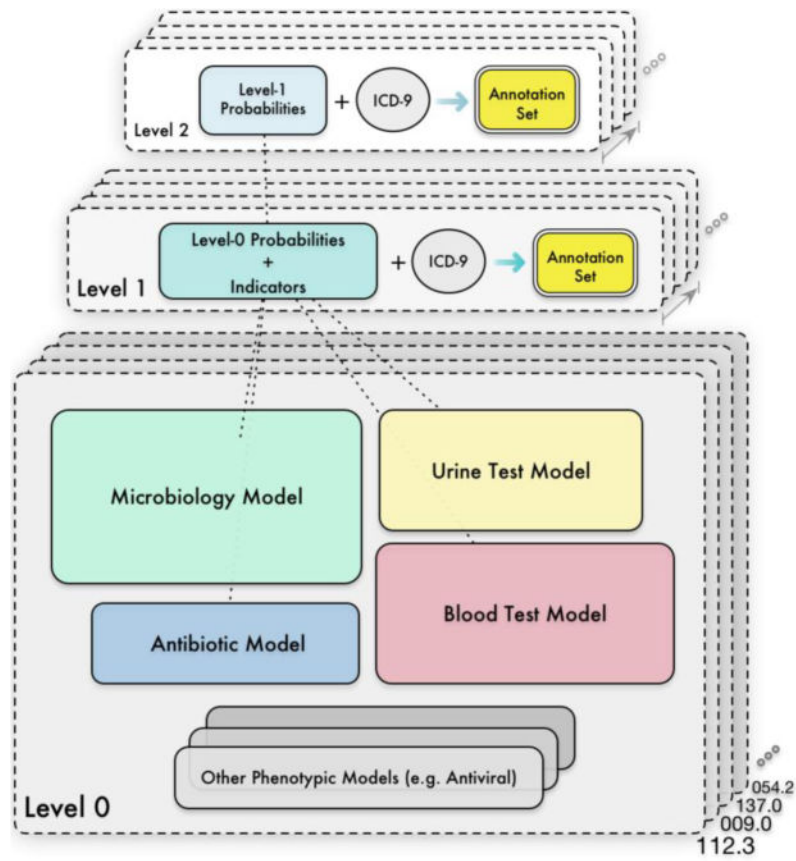 Level-1
Probabilities
+
ICD-9
Annotation
Set
Level 2
Level-0 Probabilities
+
Indicators
+
ICD-9
Annotation
Set
Level 1
Microbiology Model
Urine Test Model
Blood Test Model
Antibiotic Model
Other Phenotypic Models (e.g. Antiviral)
Level 0
054.2
137.0
009.0
112.3